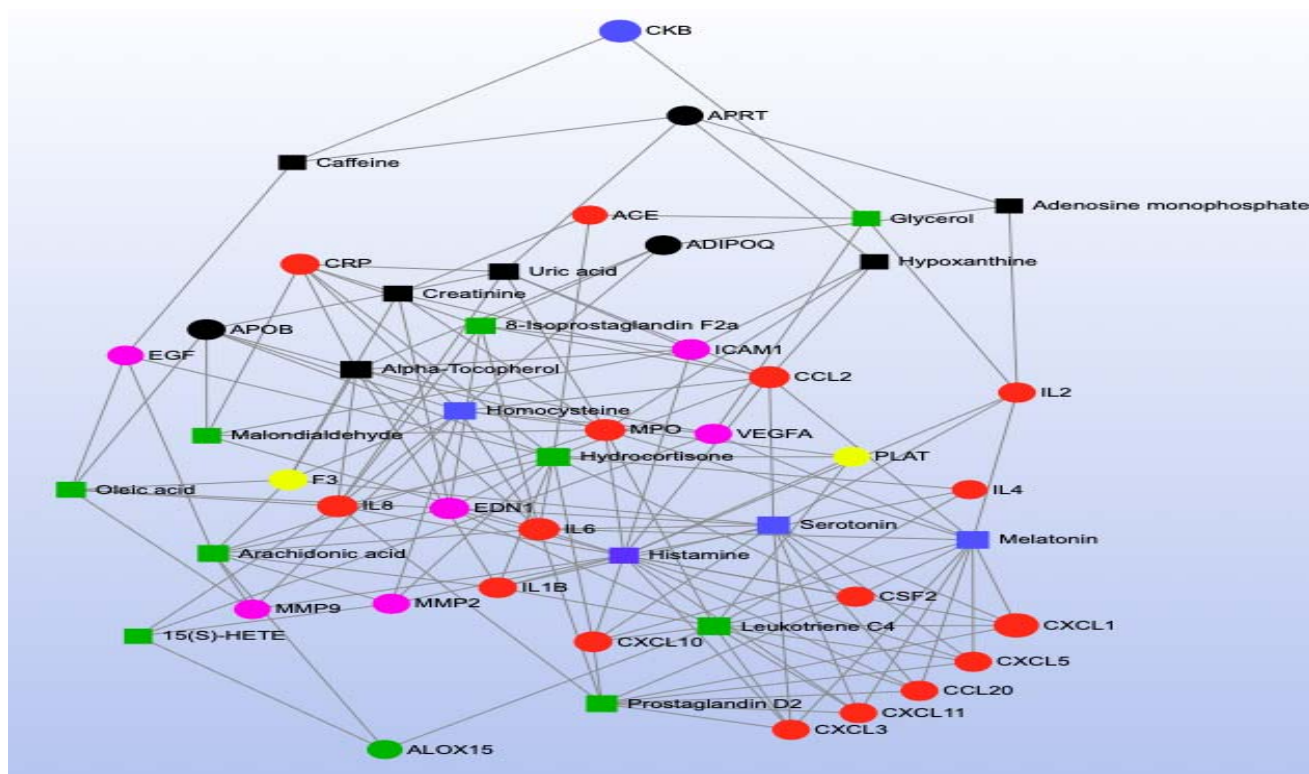 CKB
APRT
Caffeine
Adenosine monophosphate
ACE
Glycerol
ADIPOQ
CRP
Uric acid
Hypoxanthine
Creatinine
8-Isoprostaglandin F2a
APOB
EGF
ICAM1
Alpha-Tocopherol
CCL2
IL2
Homocysteine
Malondialdehyde
MPO
VEGFA
Hydrocortisone
PLAT
F3
Oleic acid
IL4
IL8
EDN1
IL6
Serotonin
Melatonin
Arachidonic acid
Histamine
IL1B
CSF2
MMP9
MMP2
Leukotriene C4
CXCL1
15(S)-HETE
CXCL10
CXCL5
CCL20
Prostaglandin D2
CXCL11
CXCL3
ALOX15